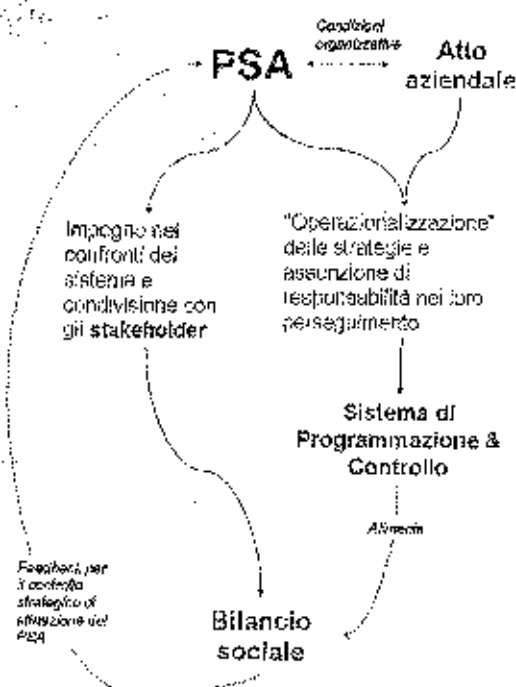 Condizioni
organizzative
PSA
Atto
aziendale
Impegno nei
confronti del
sistema e
condivisione con
gli stakeholder
"Operazionalizzazione"
delle strategie e
assunzione di
responsabilità nel loro
perseguimento
Sistema di
Programmazione &
Controllo
Alimenta
Feedback per
il controllo
strategico di
attuazione del
PSA
Bilancio
sociale